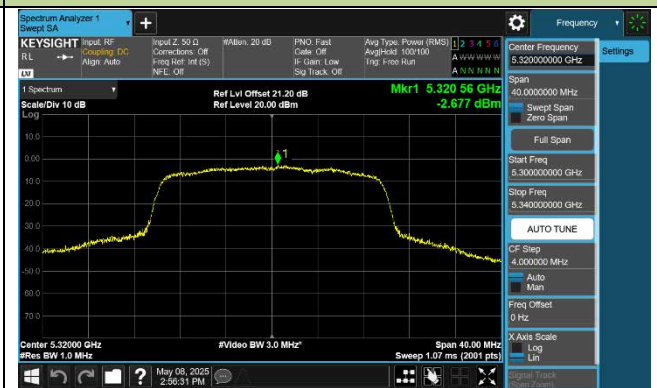 Spectrum Analyzer 1
Swept SA
+
Frequency
KEYSIGHT
Input: RF
Input Z: 50 Ω
#Atten: 20 dB
PNO: Fast
Avg Type: Power (RMS)
1 2 3 4 5 6
RL
Coupling: DC
Corrections: Off
Gate: Off
Avg|Hold: 100/100
A W W W W W
Align: Auto
Freq Ref: Int (S)
IF Gain: Low
Trig: Free Run
NFE: Off
Sig Track: Off
A N N N N N
LXI
1 Spectrum
Scale/Div 10 dB
Ref Lvl Offset 21.20 dB
Ref Level 20.00 dBm
Mkr1 5.320 56 GHz
-2.677 dBm
Log
10.0
0.00
-10.0
-20.0
-30.0
-40.0
-50.0
-60.0
-70.0
1
Center 5.32000 GHz
#Video BW 3.0 MHz*
Span 40.00 MHz
#Res BW 1.0 MHz
Sweep 1.07 ms (2001 pts)
Center Frequency
5.320000000 GHz
Settings
Span
40.0000000 MHz
Swept Span
Zero Span
Full Span
Start Freq
5.300000000 GHz
Stop Freq
5.340000000 GHz
AUTO TUNE
CF Step
4.000000 MHz
Auto
Man
Freq Offset
0 Hz
X Axis Scale
Log
Lin
Signal Track
(Span Zoom)
?
May 08, 2025
2:56:31 PM